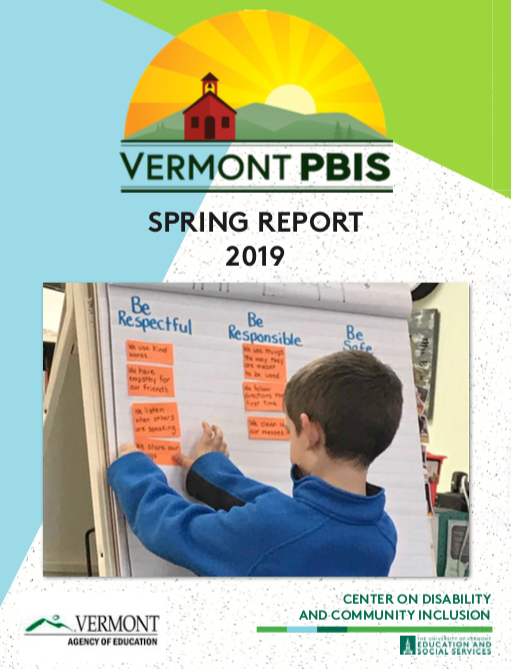 VERMONT PBIS
SPRING REPORT
2019
Be
Respectful
We use kind
words.
We have
empathy for
our friends.
We listen
when others
are speaking.
We share our
Be
Responsible
We use things
the way they
are meant
to be used.
We follow
directions
first time.
We clean
our messes.
Be
Safe
VERMONT
AGENCY OF EDUCATION
CENTER ON DISABILITY
AND COMMUNITY INCLUSION
THE UNIVERSITY OF VERMONT
EDUCATION AND
SOCIAL SERVICES